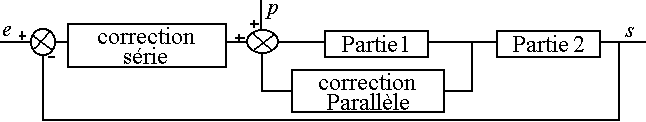 p
e
+
-
correction
série
+
+
Partie 1
Partie 2
s
correction
Parallèle